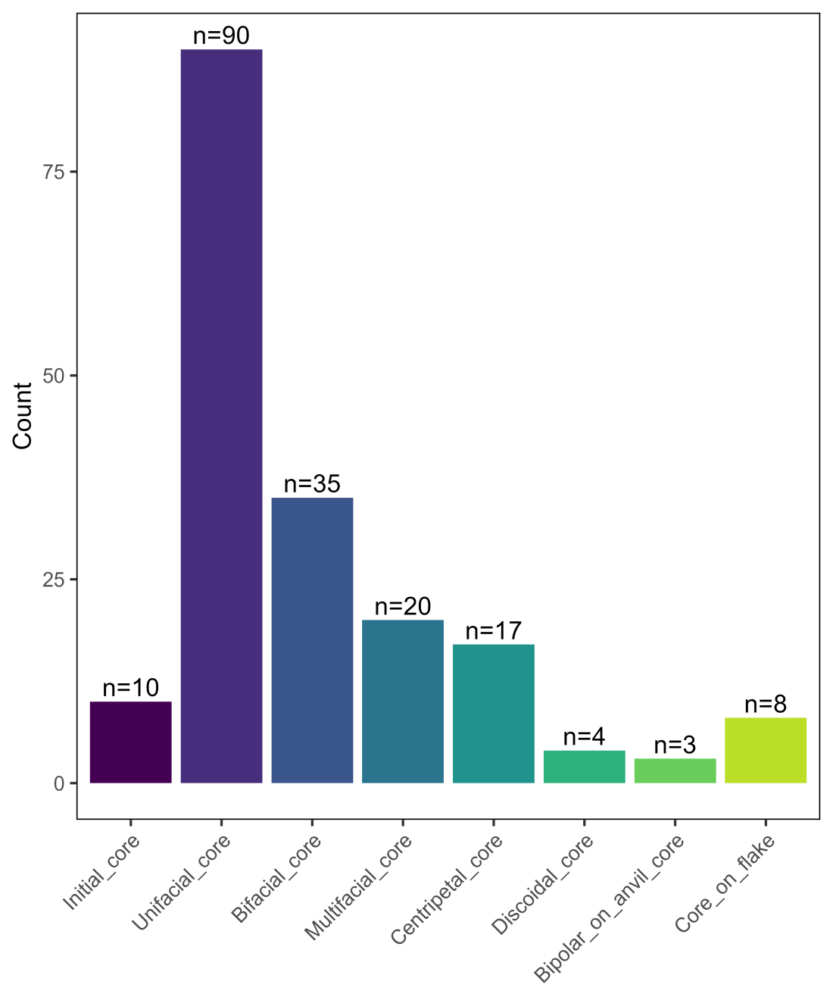 n=90
75
50
Count
n=35
25
n=20
n=17
n=10
n=8
n=4
n=3
0
Initial_core
Unifacial_core
Bifacial_core
Multifacial_core
Centripetal_core
Discoidal_core
Bipolar_on_anvil_core
Core_on_flake